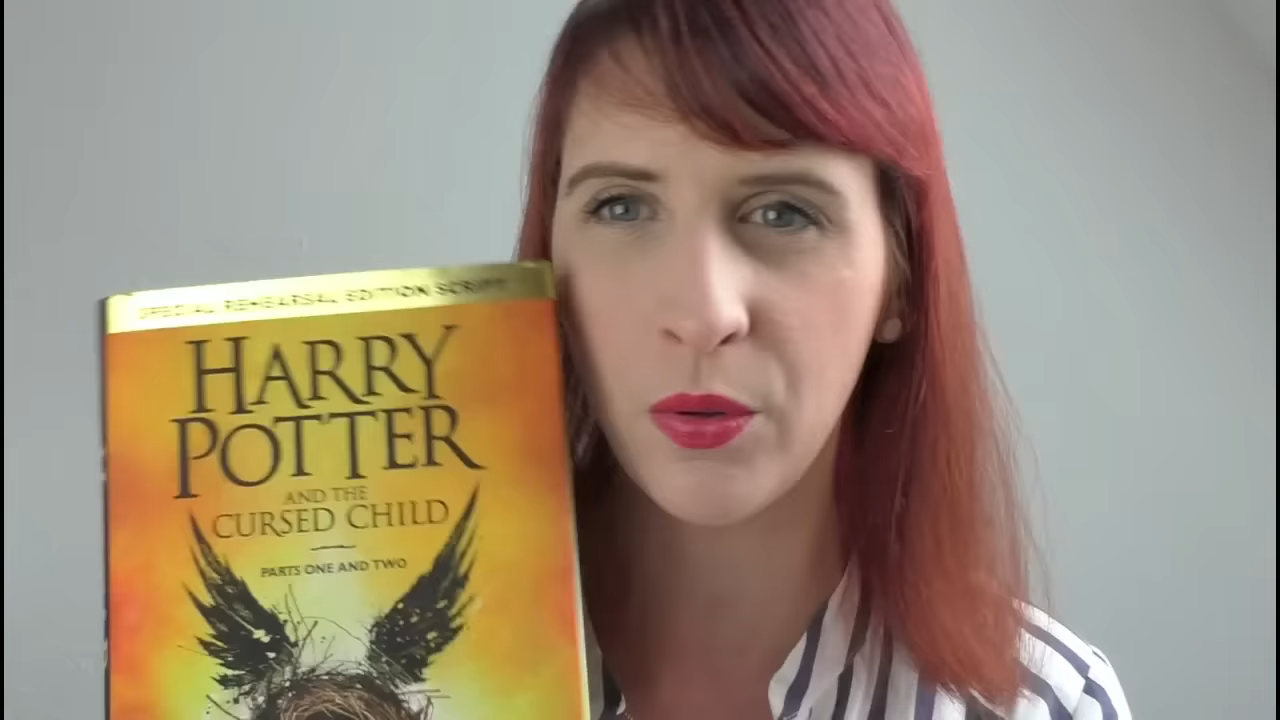 SPECIAL REHEARSAL EDITION SCRIPT
HARRY
POTTER
AND THE
CURSED CHILD
PARTS ONE AND TWO